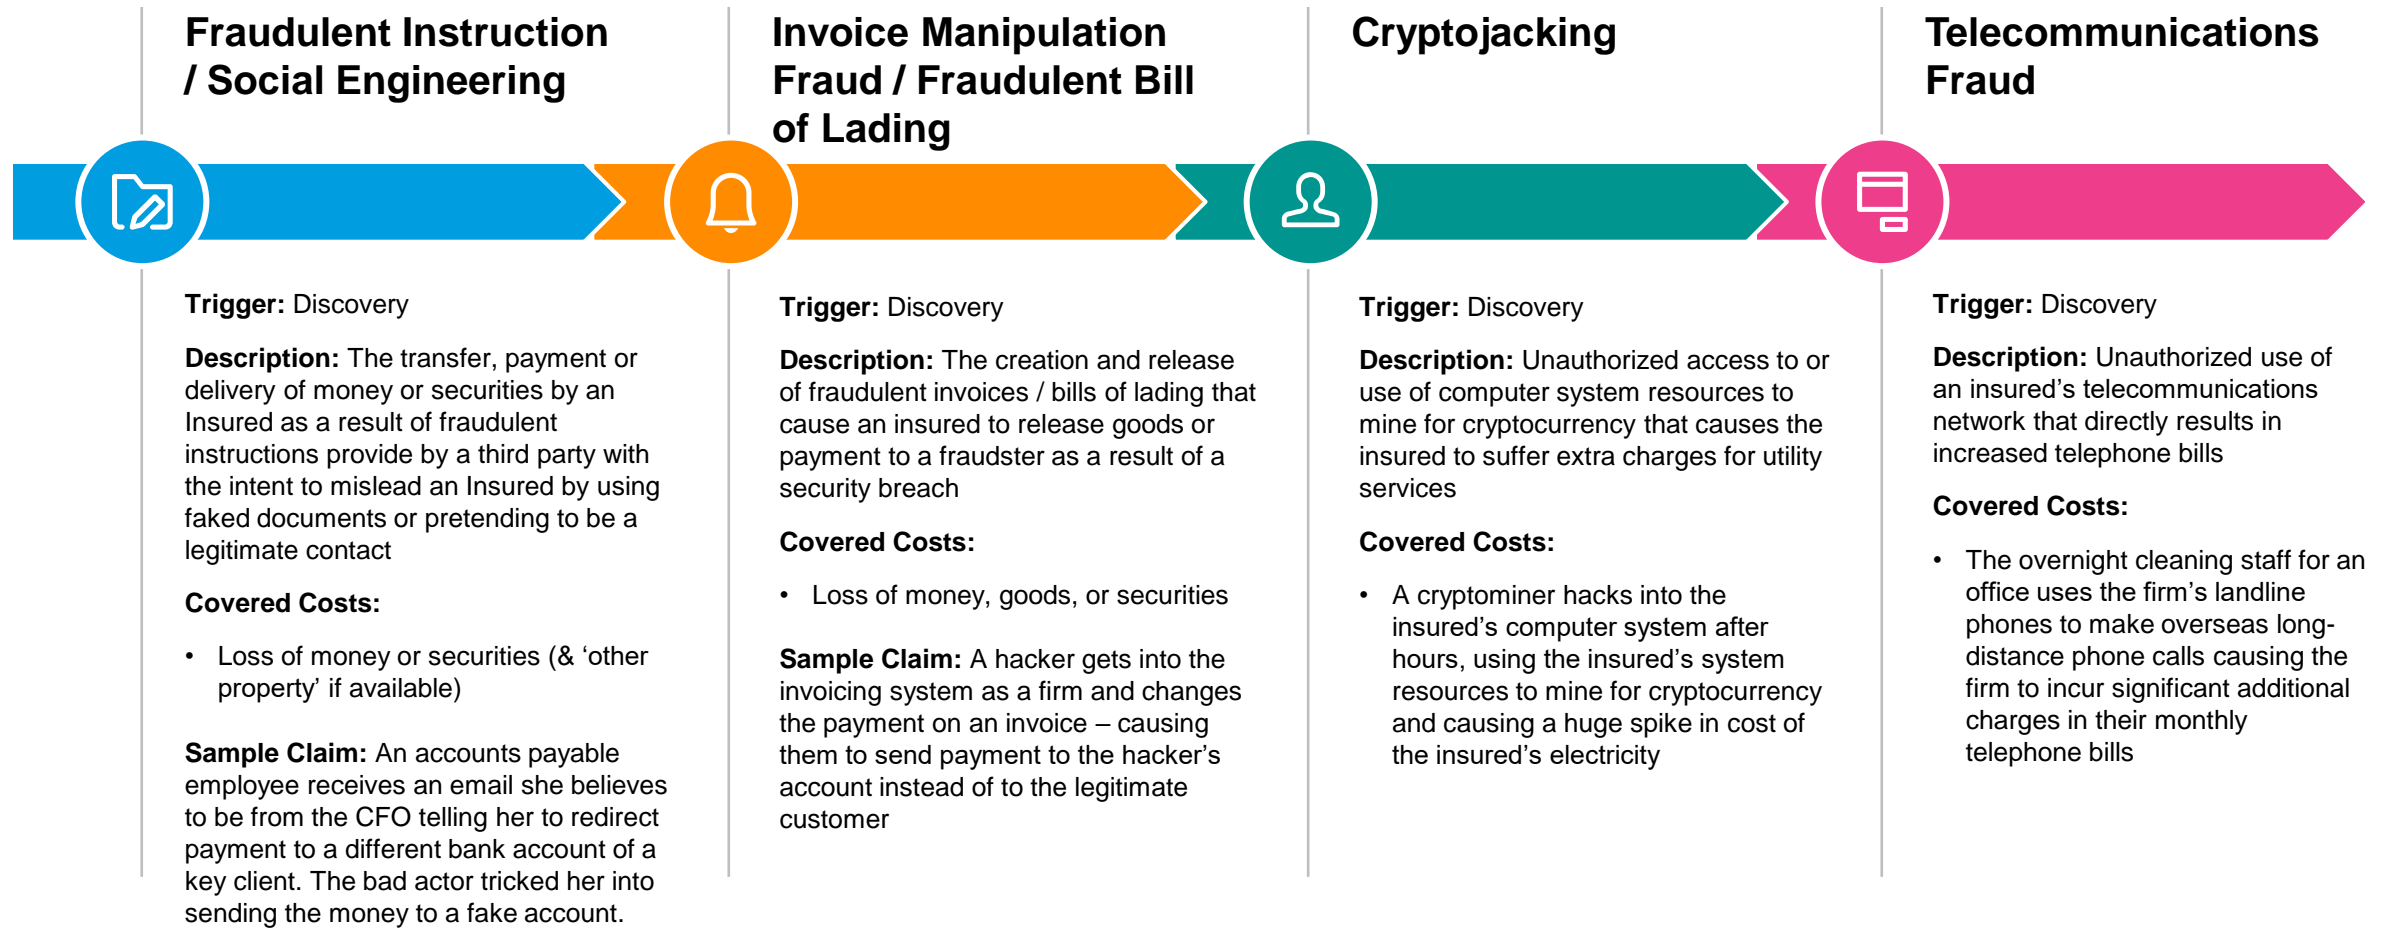 Fraudulent Instruction
/ Social Engineering
Trigger: Discovery
Description: The transfer, payment or
delivery of money or securities by an
Insured as a result of fraudulent
instructions provide by a third party with
the intent to mislead an Insured by using
faked documents or pretending to be a
legitimate contact
Covered Costs:
• Loss of money or securities (& ‘other
property’ if available)
Sample Claim: An accounts payable
employee receives an email she believes
to be from the CFO telling her to redirect
payment to a different bank account of a
key client. The bad actor tricked her into
sending the money to a fake account.
Invoice Manipulation
Fraud / Fraudulent Bill
of Lading
Trigger: Discovery
Description: The creation and release
of fraudulent invoices / bills of lading that
cause an insured to release goods or
payment to a fraudster as a result of a
security breach
Covered Costs:
• Loss of money, goods, or securities
Sample Claim: A hacker gets into the
invoicing system as a firm and changes
the payment on an invoice – causing
them to send payment to the hacker’s
account instead of to the legitimate
customer
Cryptojacking
Trigger: Discovery
Description: Unauthorized access to or
use of computer system resources to
mine for cryptocurrency that causes the
insured to suffer extra charges for utility
services
Covered Costs:
• A cryptominer hacks into the
insured’s computer system after
hours, using the insured’s system
resources to mine for cryptocurrency
and causing a huge spike in cost of
the insured’s electricity
Telecommunications
Fraud
Trigger: Discovery
Description: Unauthorized use of
an insured’s telecommunications
network that directly results in
increased telephone bills
Covered Costs:
• The overnight cleaning staff for an
office uses the firm’s landline
phones to make overseas long-
distance phone calls causing the
firm to incur significant additional
charges in their monthly
telephone bills